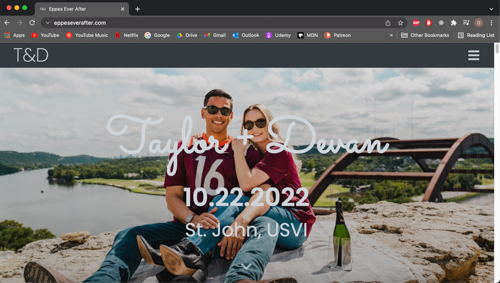 Eppes Ever After
eppeseverafter.com
Apps YouTube YouTube Music Netflix Google Drive Gmail Outlook Udemy MDN Patreon » Other Bookmarks Reading List
T&D
Taylor + Devan
16
10.22.2022
St. John, USVI